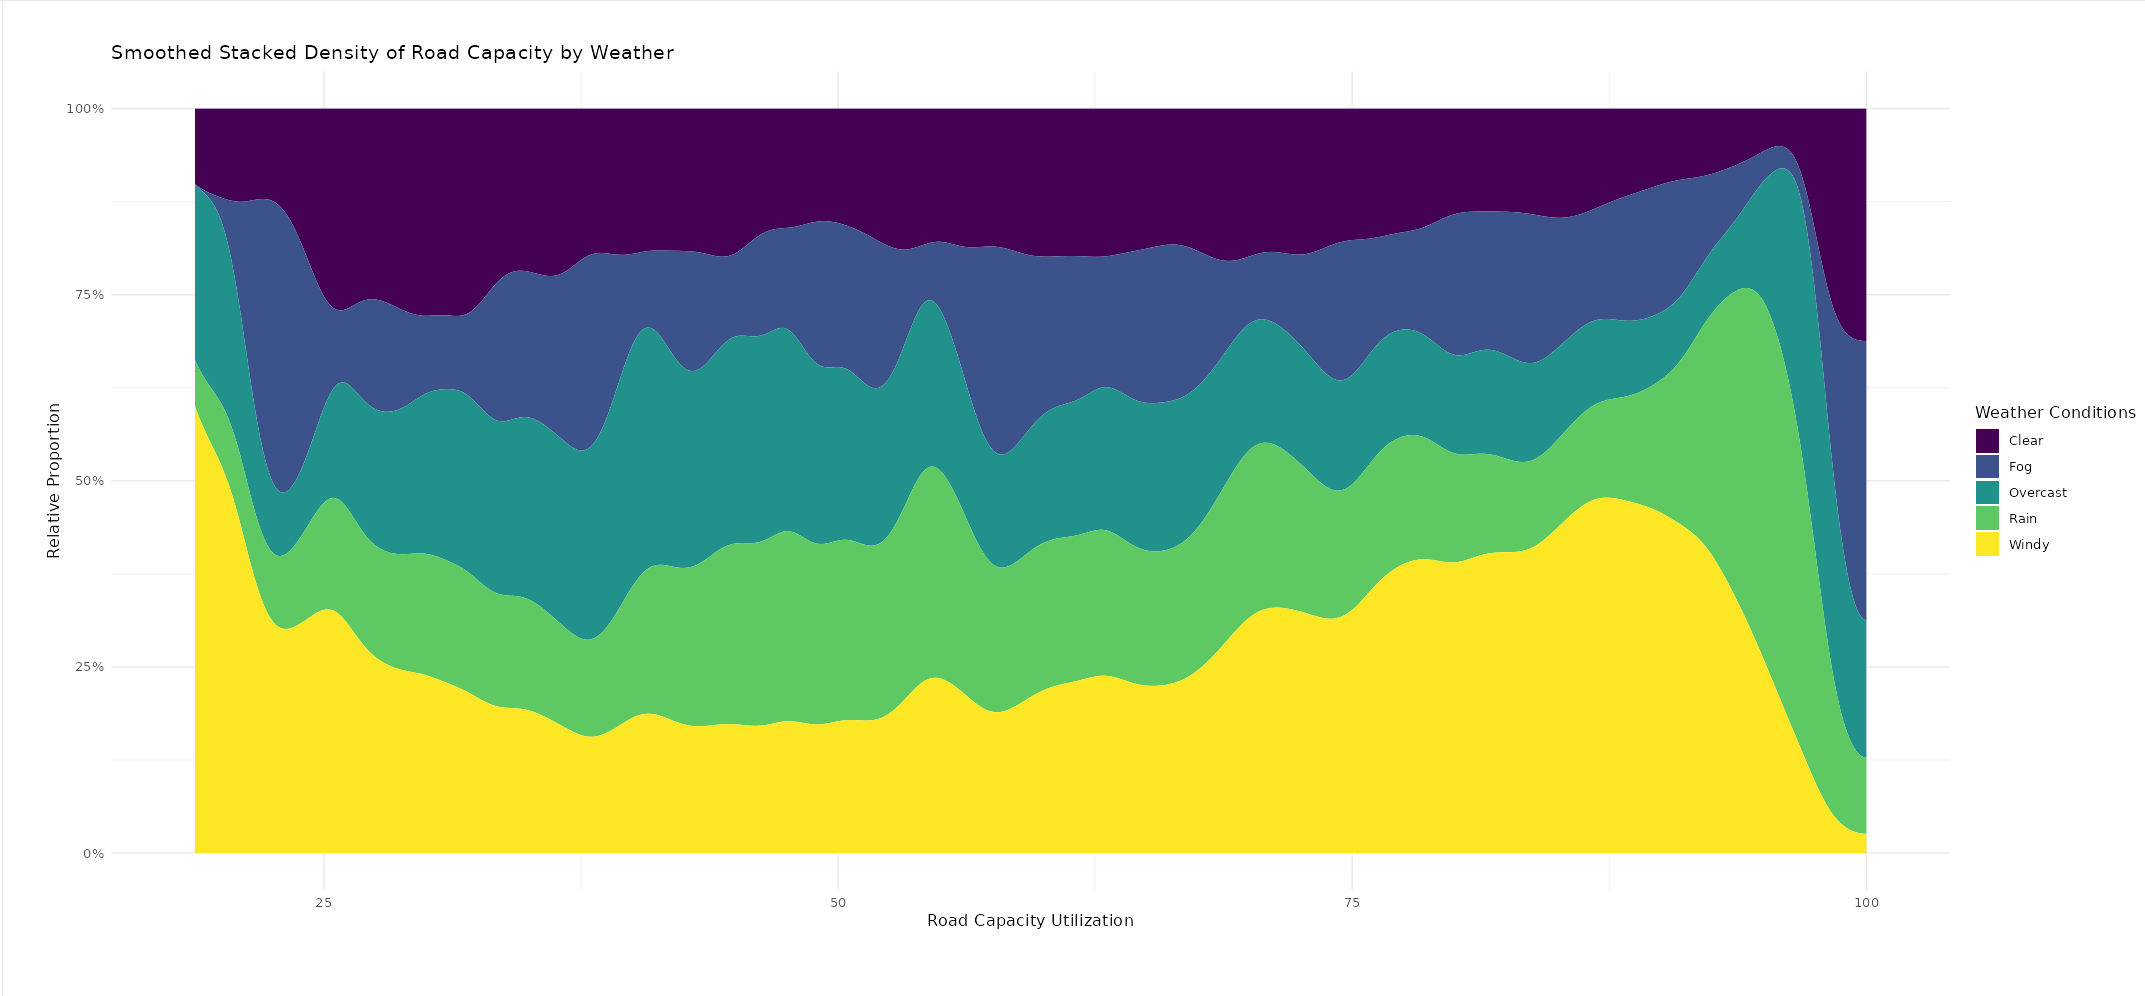 Smoothed Stacked Density of Road Capacity by Weather
100%
75%
50%
25%
0%
Relative Proportion
25
50
75
100
Road Capacity Utilization
Weather Conditions
Clear
Fog
Overcast
Rain
Windy